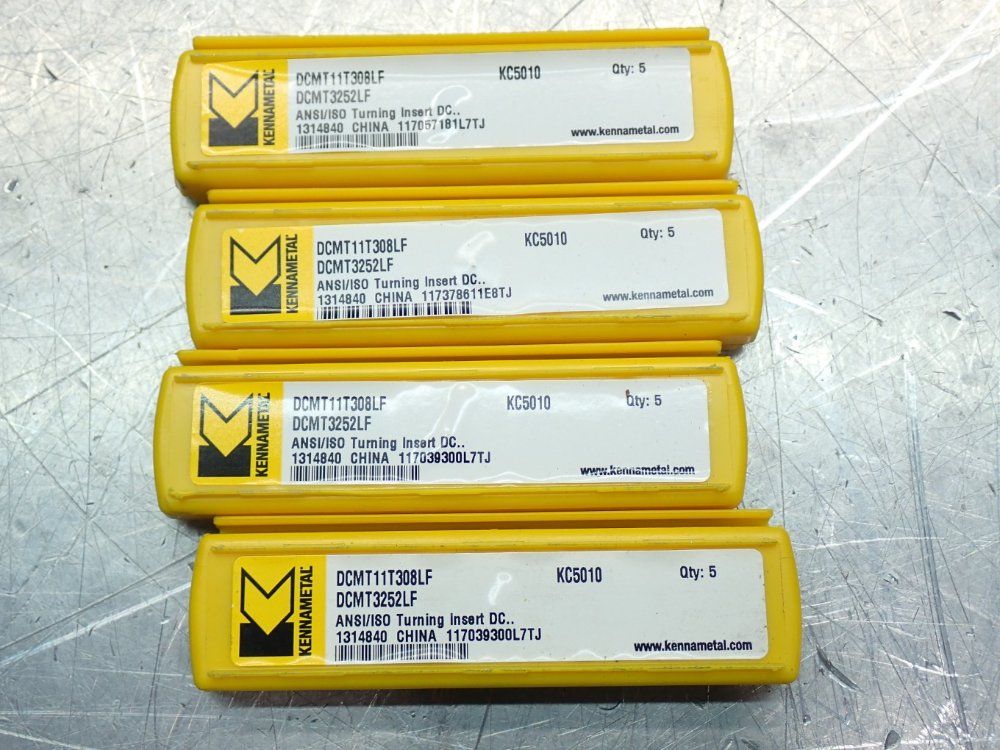 KENNAMETAL
DCMT11T308LF KC5010 Qty: 5
DCMT3252LF
ANSI/ISO Turning Insert DC..
1314840 CHINA 117057181L7TJ
www.kennametal.com
KENNAMETAL
DCMT11T308LF KC5010 Qty: 5
DCMT3252LF
ANSI/ISO Turning Insert DC..
1314840 CHINA 117378611E8TJ
www.kennametal.com
KENNAMETAL
DCMT11T308LF KC5010 Qty: 5
DCMT3252LF
ANSI/ISO Turning Insert DC..
1314840 CHINA 117039300L7TJ
www.kennametal.com
KENNAMETAL
DCMT11T308LF KC5010 Qty: 5
DCMT3252LF
ANSI/ISO Turning Insert DC..
1314840 CHINA 117039300L7TJ
www.kennametal.com